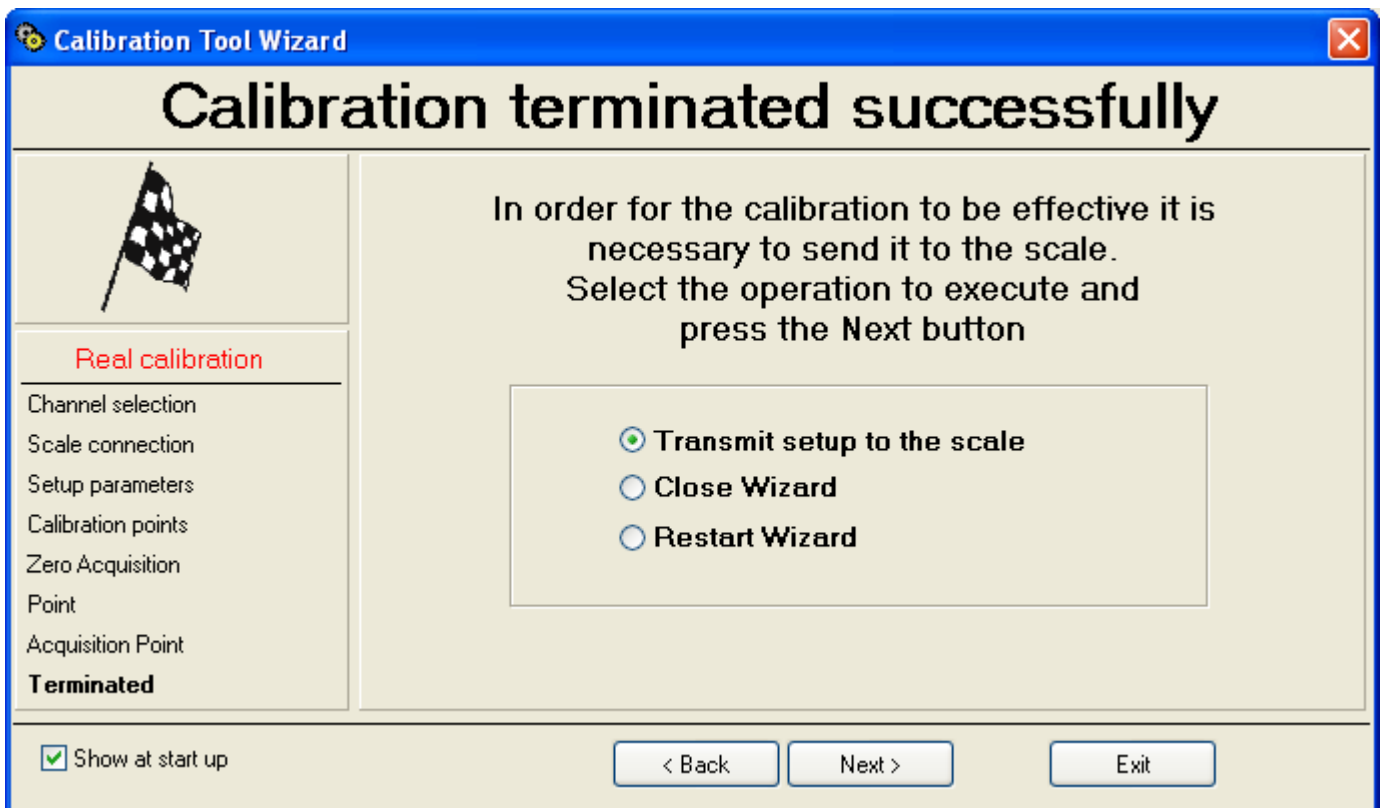 Calibration Tool Wizard
Calibration terminated successfully
In order for the calibration to be effective it is
necessary to send it to the scale.
Select the operation to execute and
press the Next button
Real calibration
Channel selection
Scale connection
Setup parameters
Calibration points
Zero Acquisition
Point
Acquisition Point
Terminated
Transmit setup to the scale
Close Wizard
Restart Wizard
Show at start up
< Back
Next >
Exit